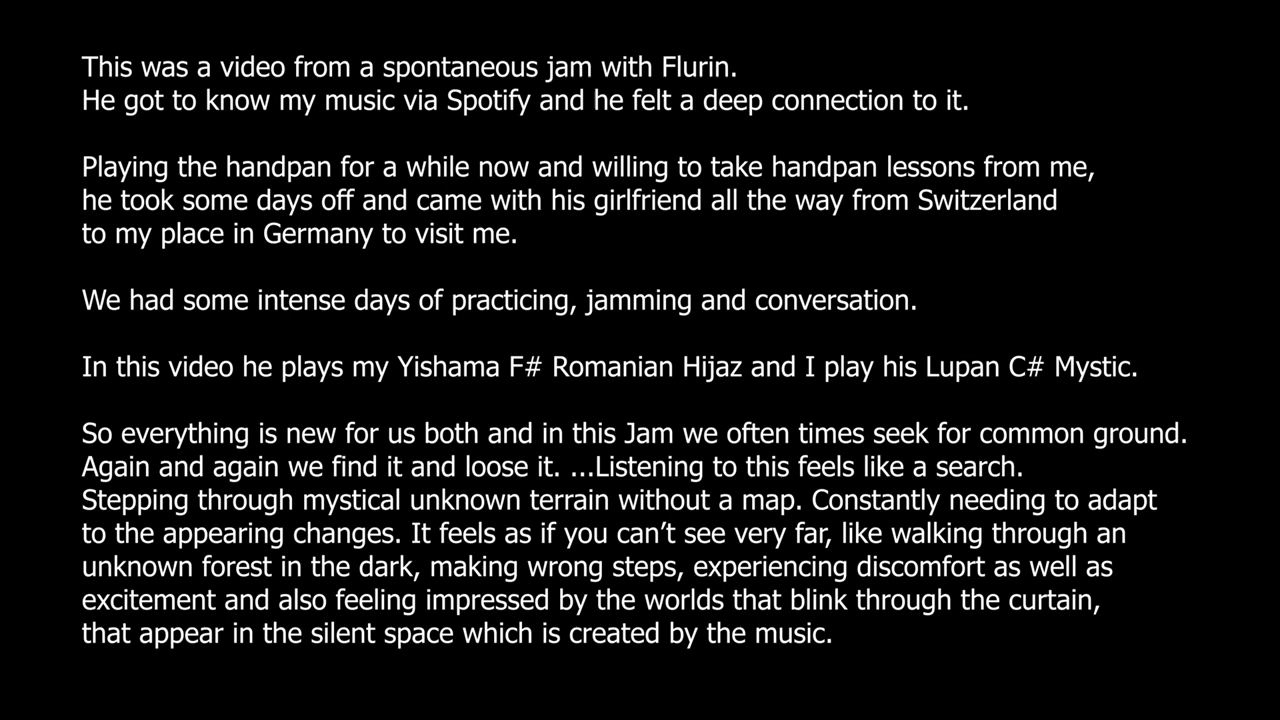 This was a video from a spontaneous jam with Flurin.
He got to know my music via Spotify and he felt a deep connection to it.
Playing the handpan for a while now and willing to take handpan lessons from me,
he took some days off and came with his girlfriend all the way from Switzerland
to my place in Germany to visit me.
We had some intense days of practicing, jamming and conversation.
In this video he plays my Yishama F# Romanian Hijaz and I play his Lupan C# Mystic.
So everything is new for us both and in this Jam we often times seek for common ground.
Again and again we find it and loose it. ...Listening to this feels like a search.
Stepping through mystical unknown terrain without a map. Constantly needing to adapt
to the appearing changes. It feels as if you can’t see very far, like walking through an
unknown forest in the dark, making wrong steps, experiencing discomfort as well as
excitement and also feeling impressed by the worlds that blink through the curtain,
that appear in the silent space which is created by the music.